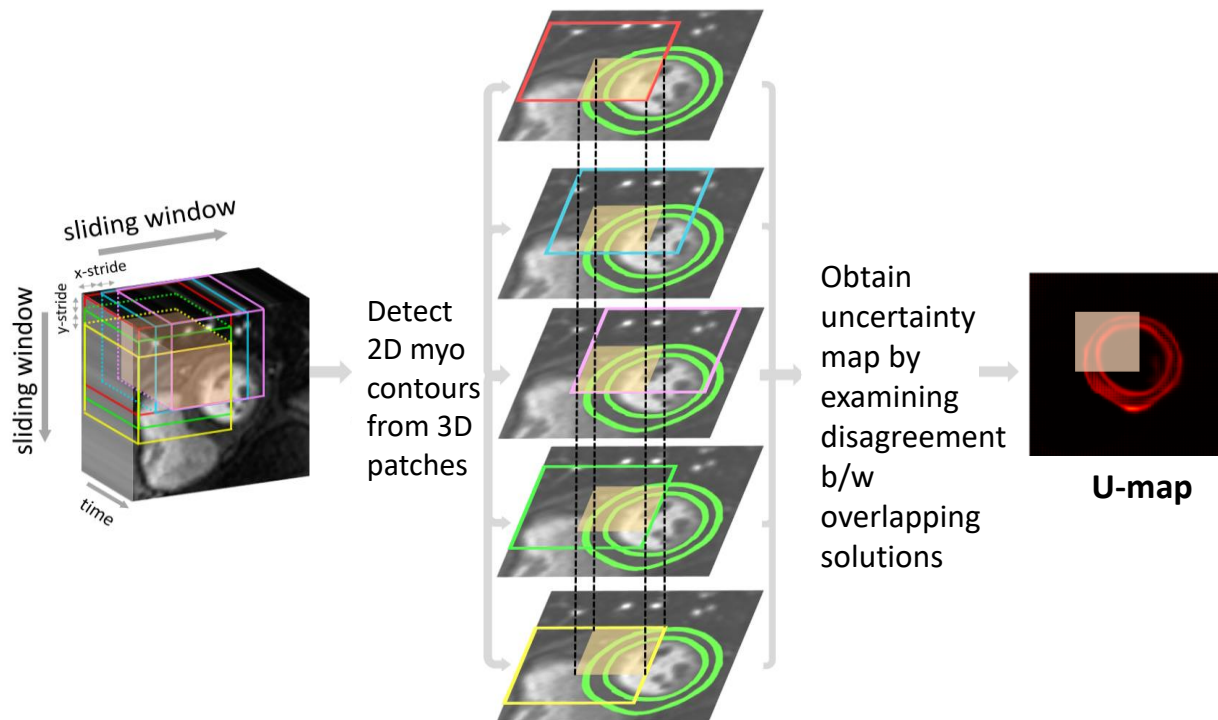 sliding window
x-stride
y-stride
sliding window
time
Detect
2D myo
contours
from 3D
patches
Obtain
uncertainty
map by
examining
disagreement
b/w
overlapping
solutions
U-map